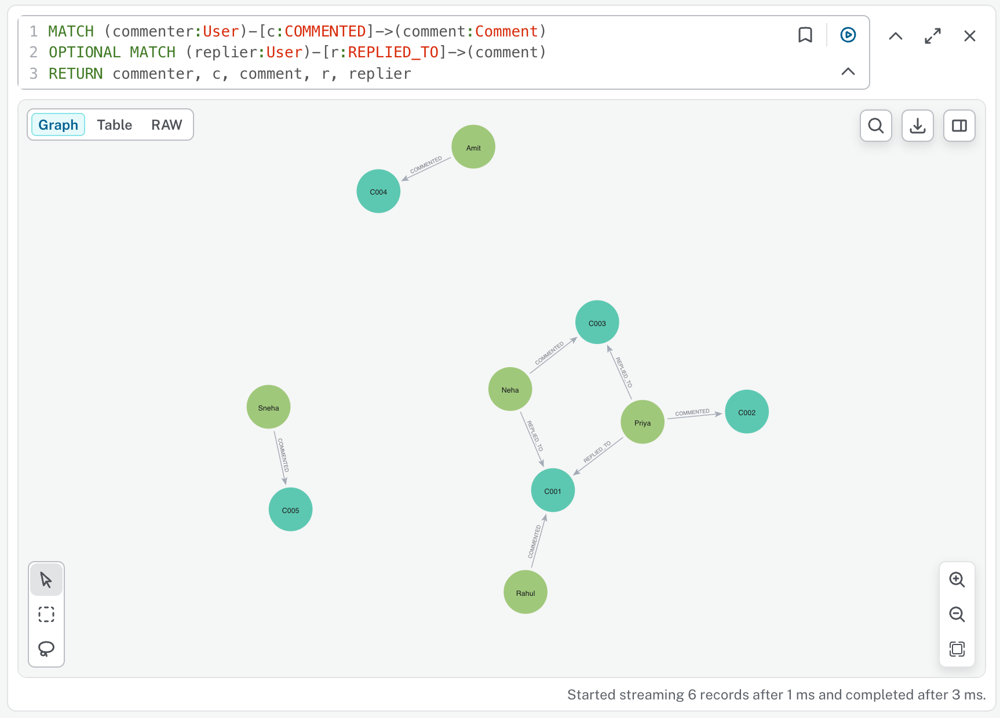 1 MATCH (commenter:User)-[c:COMMENTED]->(comment:Comment)
2 OPTIONAL MATCH (replier:User)-[r:REPLIED_TO]->(comment)
3 RETURN commenter, c, comment, r, replier
Graph Table RAW
Amit
COMMENTED
C004
C003
COMMENTED
REPLIED_TO
Neha
Sneha
COMMENTED
C002
Priya
REPLIED_TO
REPLIED_TO
COMMENTED
C001
C005
COMMENTED
Rahul
Started streaming 6 records after 1 ms and completed after 3 ms.